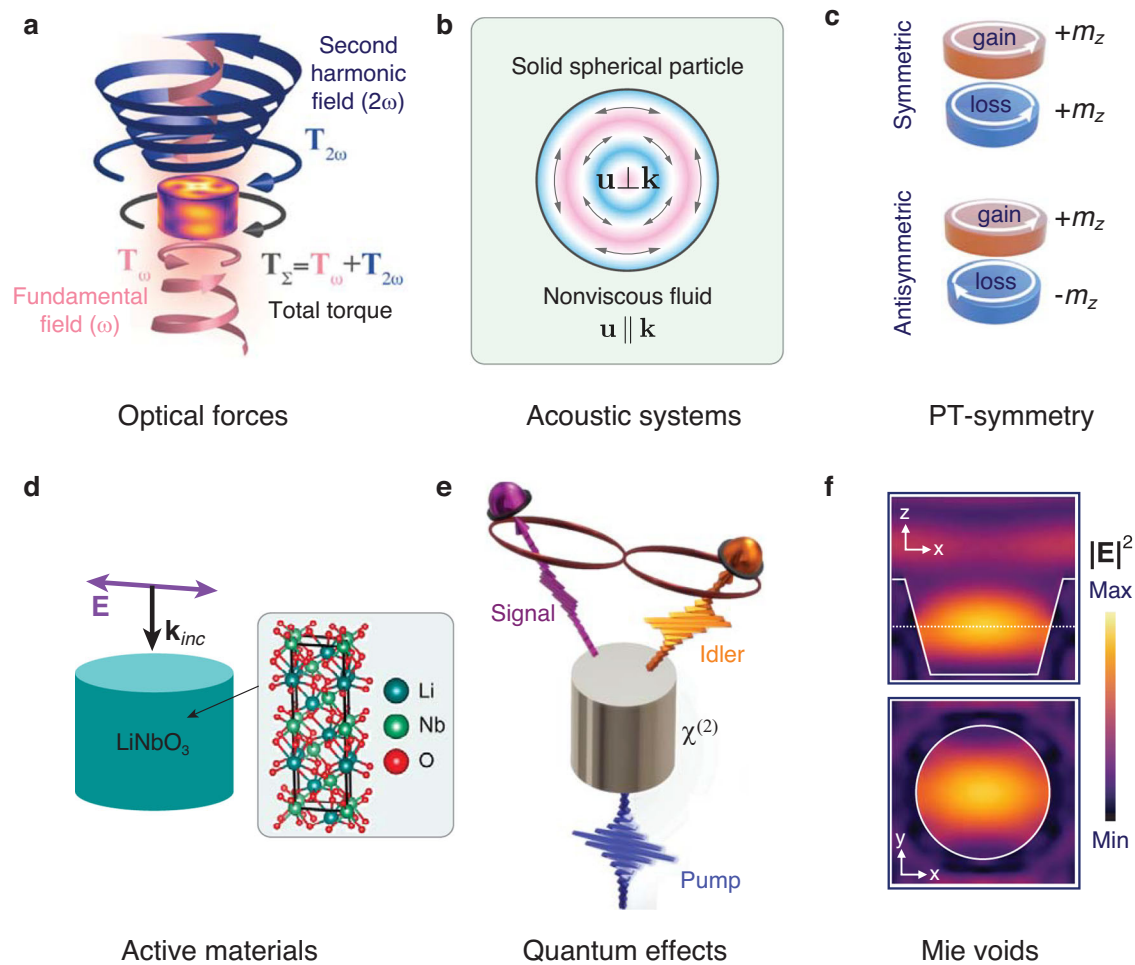 a
Second
harmonic
field (2ω)
T2ω
Tω
TΣ=Tω+T2ω
Fundamental
field (ω)
Total torque
Optical forces
b
Solid spherical particle
u⊥k
Nonviscous fluid
u ∥ k
Acoustic systems
c
Symmetric
gain
+mz
loss
+mz
Antisymmetric
gain
+mz
loss
-mz
PT-symmetry
d
E
kinc
LiNbO3
Li
Nb
O
Active materials
e
Signal
Idler
χ(2)
Pump
Quantum effects
f
z
x
|E|2
Max
y
x
Min
Mie voids